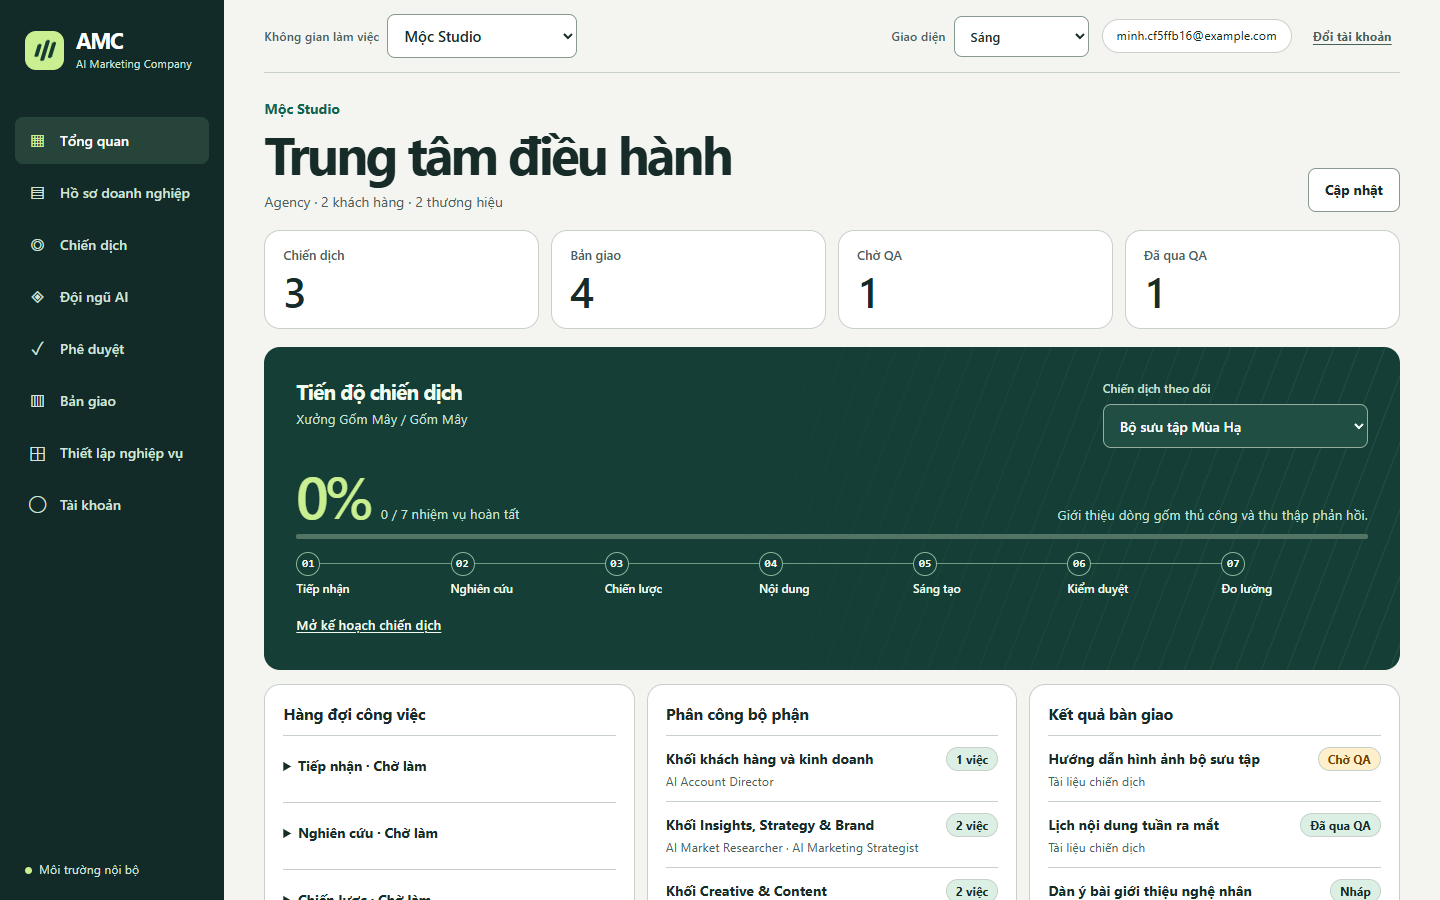 AMC
AI Marketing Company
Tổng quan
Hồ sơ doanh nghiệp
Chiến dịch
Đội ngũ AI
Phê duyệt
Bản giao
Thiết lập nghiệp vụ
Tài khoản
Môi trường nội bộ
Không gian làm việc
Mộc Studio
Giao diện
Sáng
minh.cf5ffb16@example.com
Đổi tài khoản
Mộc Studio
Trung tâm điều hành
Agency · 2 khách hàng · 2 thương hiệu
Cập nhật
Chiến dịch
3
Bản giao
4
Chờ QA
1
Đã qua QA
1
Tiến độ chiến dịch
Xưởng Gốm Mây / Gốm Mây
Chiến dịch theo dõi
Bộ sưu tập Mùa Hạ
0%
0 / 7 nhiệm vụ hoàn tất
Giới thiệu dòng gốm thủ công và thu thập phản hồi.
01
Tiếp nhận
02
Nghiên cứu
03
Chiến lược
04
Nội dung
05
Sáng tạo
06
Kiểm duyệt
07
Đo lường
Mở kế hoạch chiến dịch
Hàng đợi công việc
Tiếp nhận · Chờ làm
Nghiên cứu · Chờ làm
Chiến lược · Chờ làm
Phân công bộ phận
Khối khách hàng và kinh doanh
1 việc
AI Account Director
Khối Insights, Strategy & Brand
2 việc
AI Market Researcher · AI Marketing Strategist
Khối Creative & Content
2 việc
Kết quả bàn giao
Hướng dẫn hình ảnh bộ sưu tập
Chờ QA
Tài liệu chiến dịch
Lịch nội dung tuần ra mắt
Đã qua QA
Tài liệu chiến dịch
Dàn ý bài giới thiệu nghệ nhân
Nháp